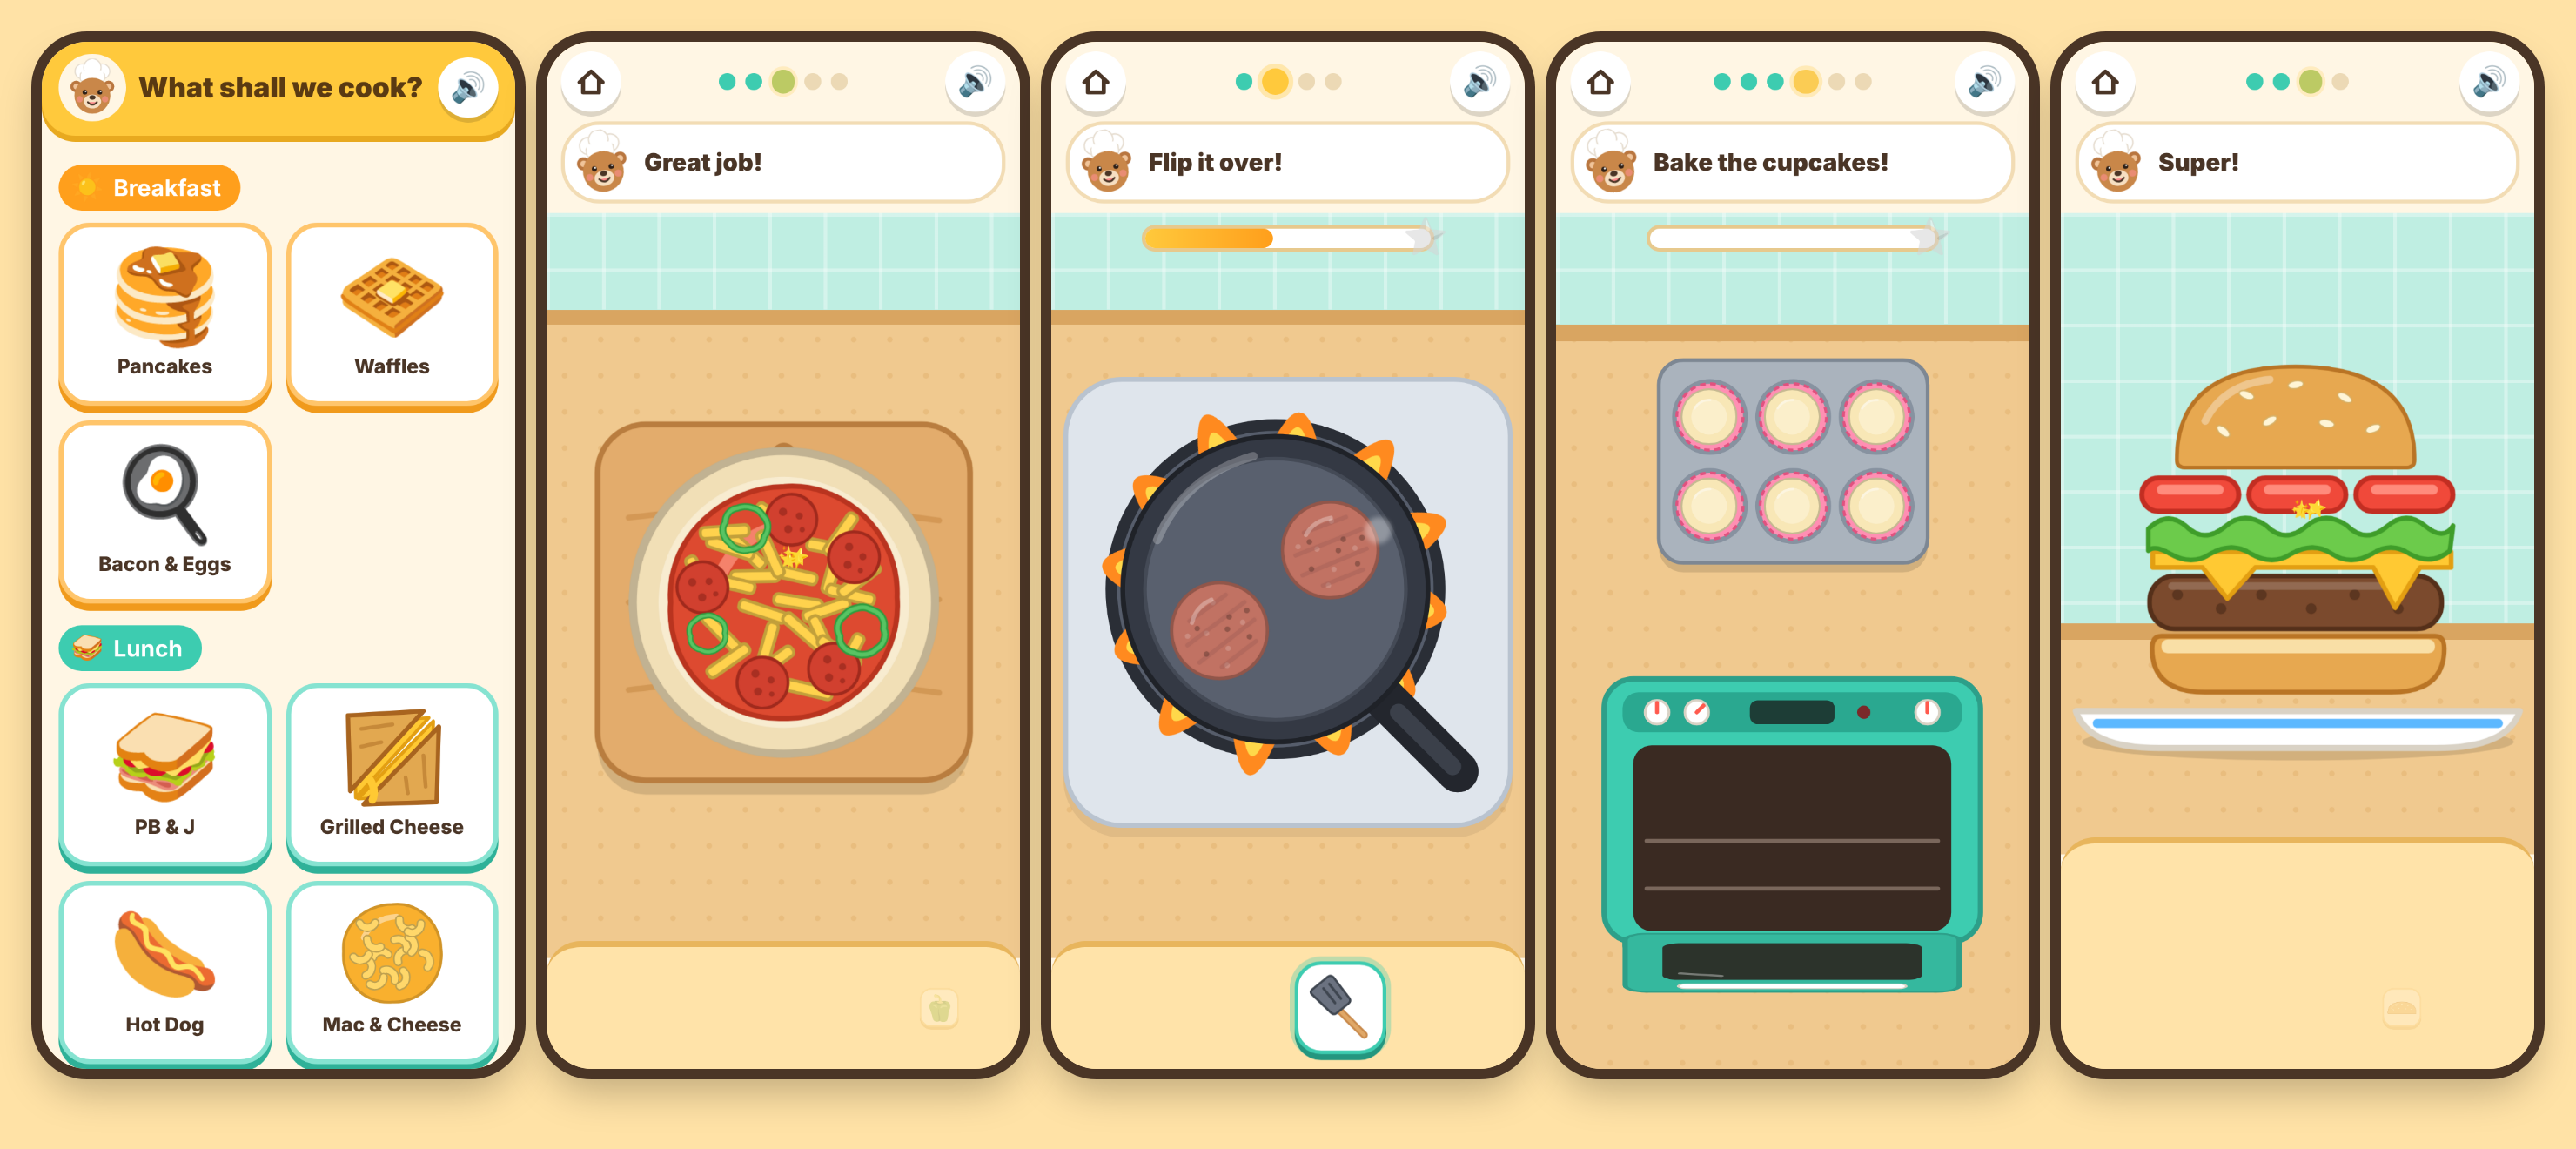 What shall we cook?
Breakfast
Pancakes
Waffles
Bacon & Eggs
Lunch
PB & J
Grilled Cheese
Hot Dog
Mac & Cheese
Great job!
Flip it over!
Bake the cupcakes!
Super!